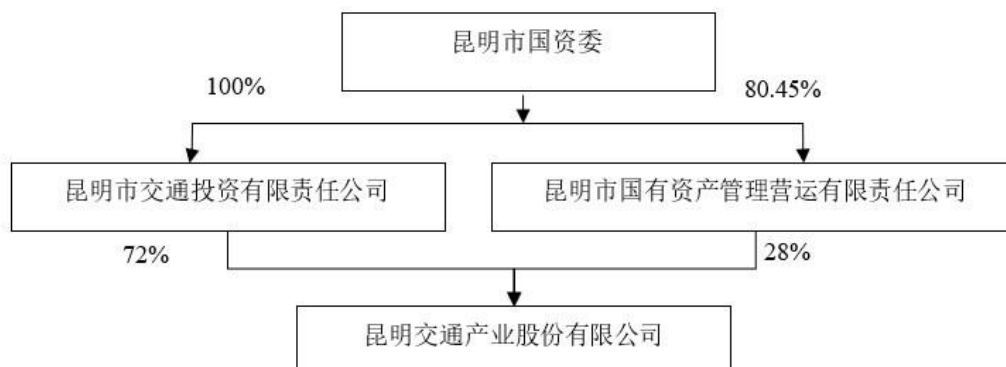 昆明市国资委
100%
80.45%
昆明市交通投资有限责任公司
昆明市国有资产管理营运有限责任公司
72%
28%
昆明交通产业股份有限公司